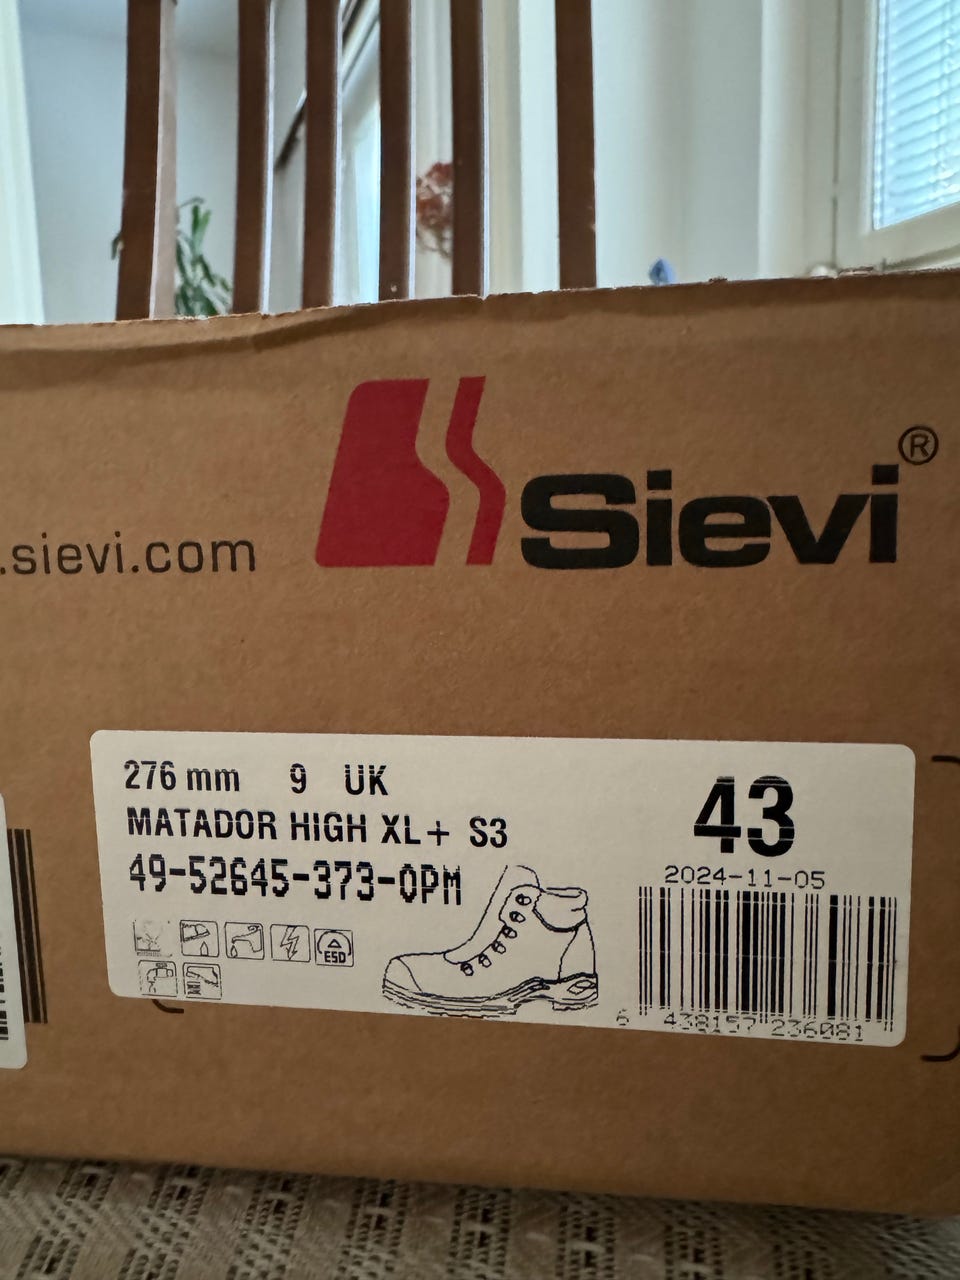 Sievi®
.sievi.com
276 mm 9 UK
MATADOR HIGH XL+ S3
49-52645-373-0PM
43
2024-11-05
ESD
6 438157 236081